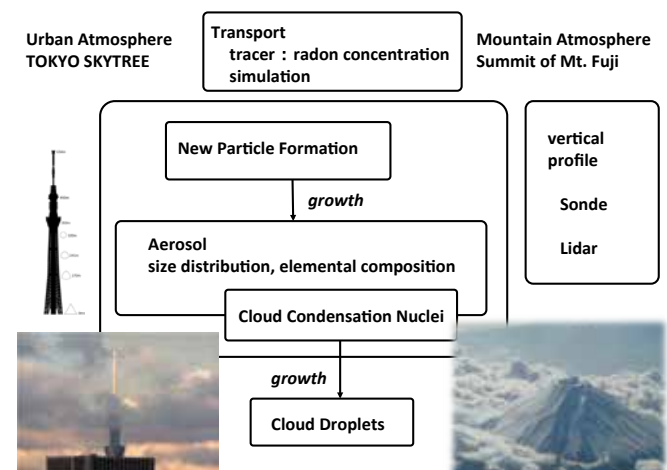 Urban Atmosphere
TOKYO SKYTREE
Transport
tracer：radon concentration
simulation
Mountain Atmosphere
Summit of Mt. Fuji
New Particle Formation
growth
Aerosol
size distribution, elemental composition
Cloud Condensation Nuclei
growth
Cloud Droplets
vertical
profile
Sonde
Lidar